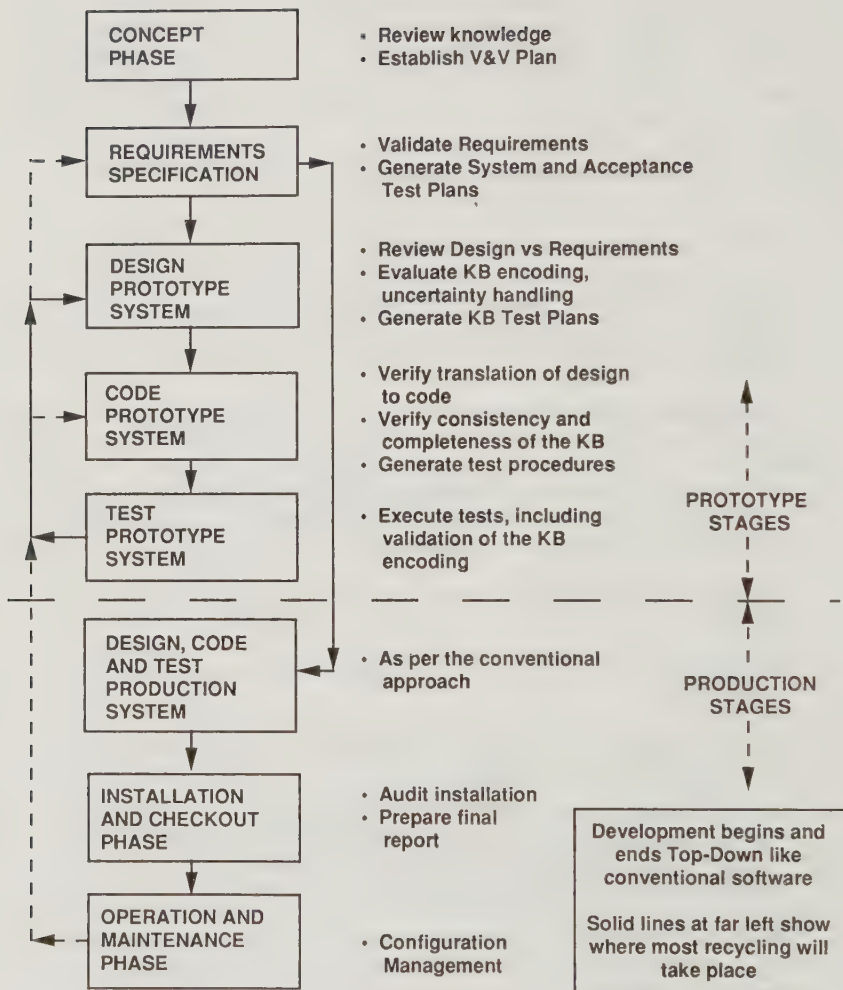 CONCEPT
PHASE
• Review knowledge
• Establish V&V Plan
REQUIREMENTS
SPECIFICATION
• Validate Requirements
• Generate System and Acceptance
Test Plans
DESIGN
PROTOTYPE
SYSTEM
• Review Design vs Requirements
• Evaluate KB encoding,
uncertainty handling
• Generate KB Test Plans
CODE
PROTOTYPE
SYSTEM
• Verify translation of design
to code
• Verify consistency and
completeness of the KB
• Generate test procedures
TEST
PROTOTYPE
SYSTEM
• Execute tests, including
validation of the KB
encoding
PROTOTYPE
STAGES
DESIGN, CODE
AND TEST
PRODUCTION
SYSTEM
• As per the conventional
approach
PRODUCTION
STAGES
INSTALLATION
AND CHECKOUT
PHASE
• Audit installation
• Prepare final
report
OPERATION AND
MAINTENANCE
PHASE
• Configuration
Management
Development begins and
ends Top-Down like
conventional software
Solid lines at far left show
where most recycling will
take place